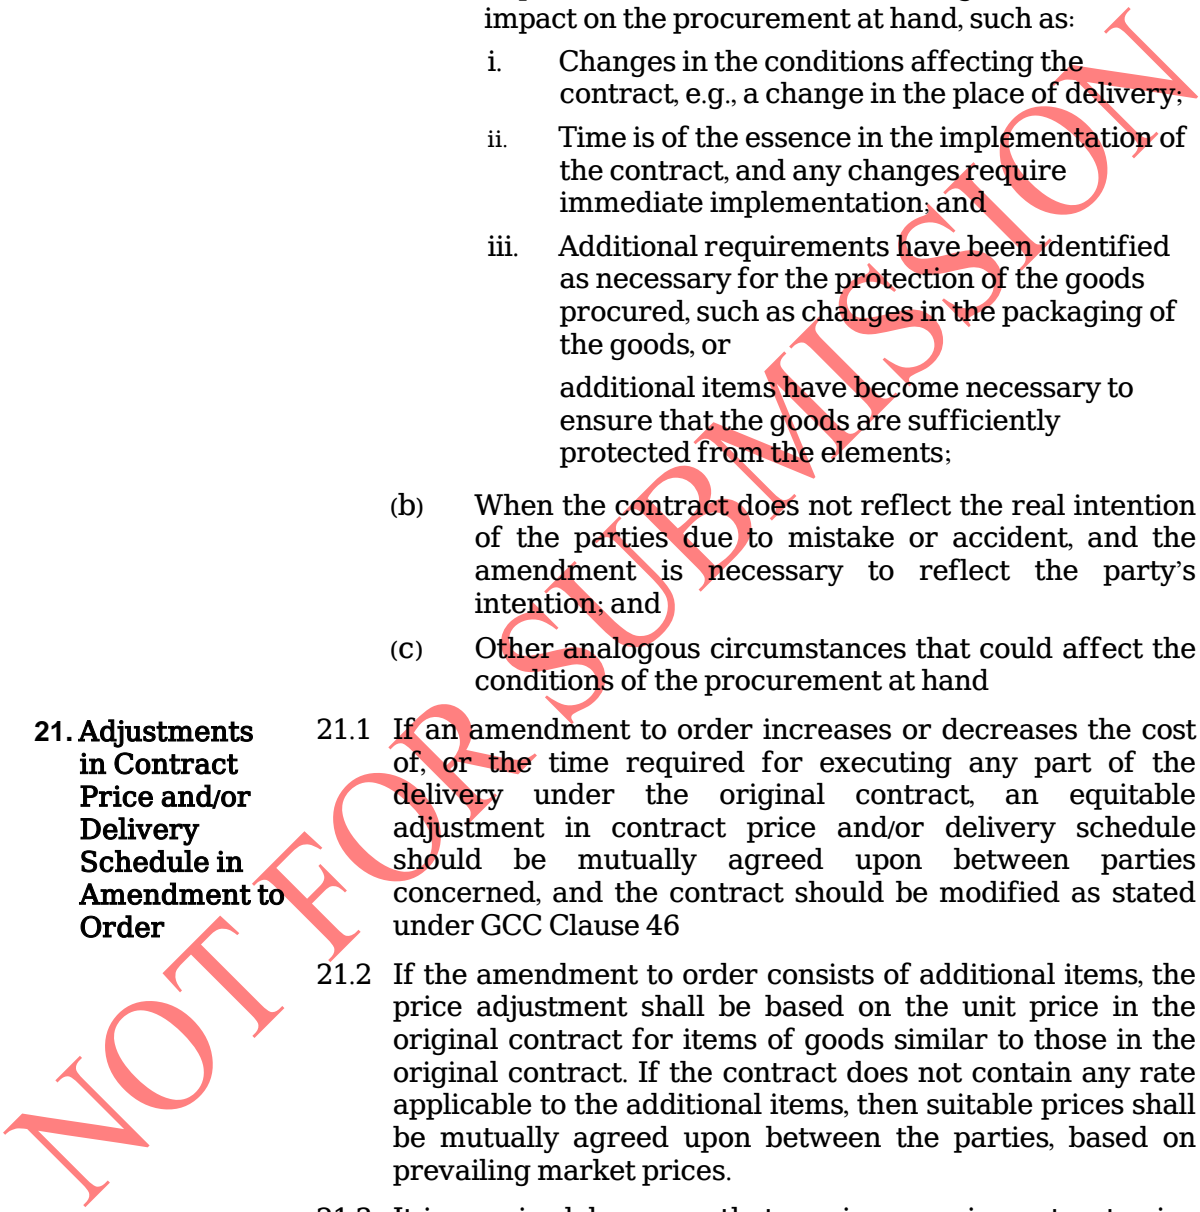 impact on the procurement at hand, such as:
i. Changes in the conditions affecting the
contract, e.g., a change in the place of delivery;
ii. Time is of the essence in the implementation of
the contract, and any changes require
immediate implementation; and
iii. Additional requirements have been identified
as necessary for the protection of the goods
procured, such as changes in the packaging of
the goods, or
additional items have become necessary to
ensure that the goods are sufficiently
protected from the elements;
(b) When the contract does not reflect the real intention
of the parties due to mistake or accident, and the
amendment is necessary to reflect the party's
intention; and
(c) Other analogous circumstances that could affect the
conditions of the procurement at hand
21. Adjustments
in Contract
Price and/or
Delivery
Schedule in
Amendment to
Order
21.1 If an amendment to order increases or decreases the cost
of, or the time required for executing any part of the
delivery under the original contract, an equitable
adjustment in contract price and/or delivery schedule
should be mutually agreed upon between parties
concerned, and the contract should be modified as stated
under GCC Clause 46
21.2 If the amendment to order consists of additional items, the
price adjustment shall be based on the unit price in the
original contract for items of goods similar to those in the
original contract. If the contract does not contain any rate
applicable to the additional items, then suitable prices shall
be mutually agreed upon between the parties, based on
prevailing market prices.
NOT FOR SUBMISSION